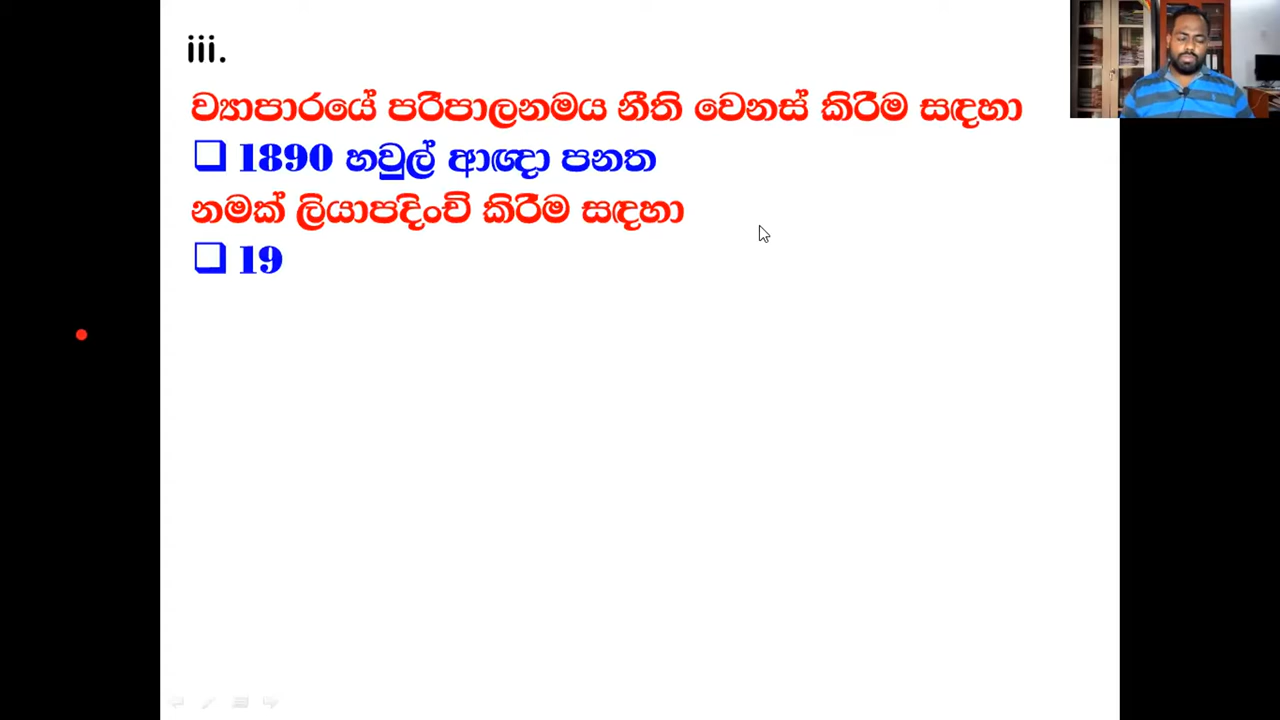 iii.
ව්‍යාපාරයේ පරිපාලනමය නීති වෙනස් කිරීම සඳහා
❑ 1890 හවුල් ආඥා පනත
නමක් ලියාපදිංචි කිරීම සඳහා
❑ 19